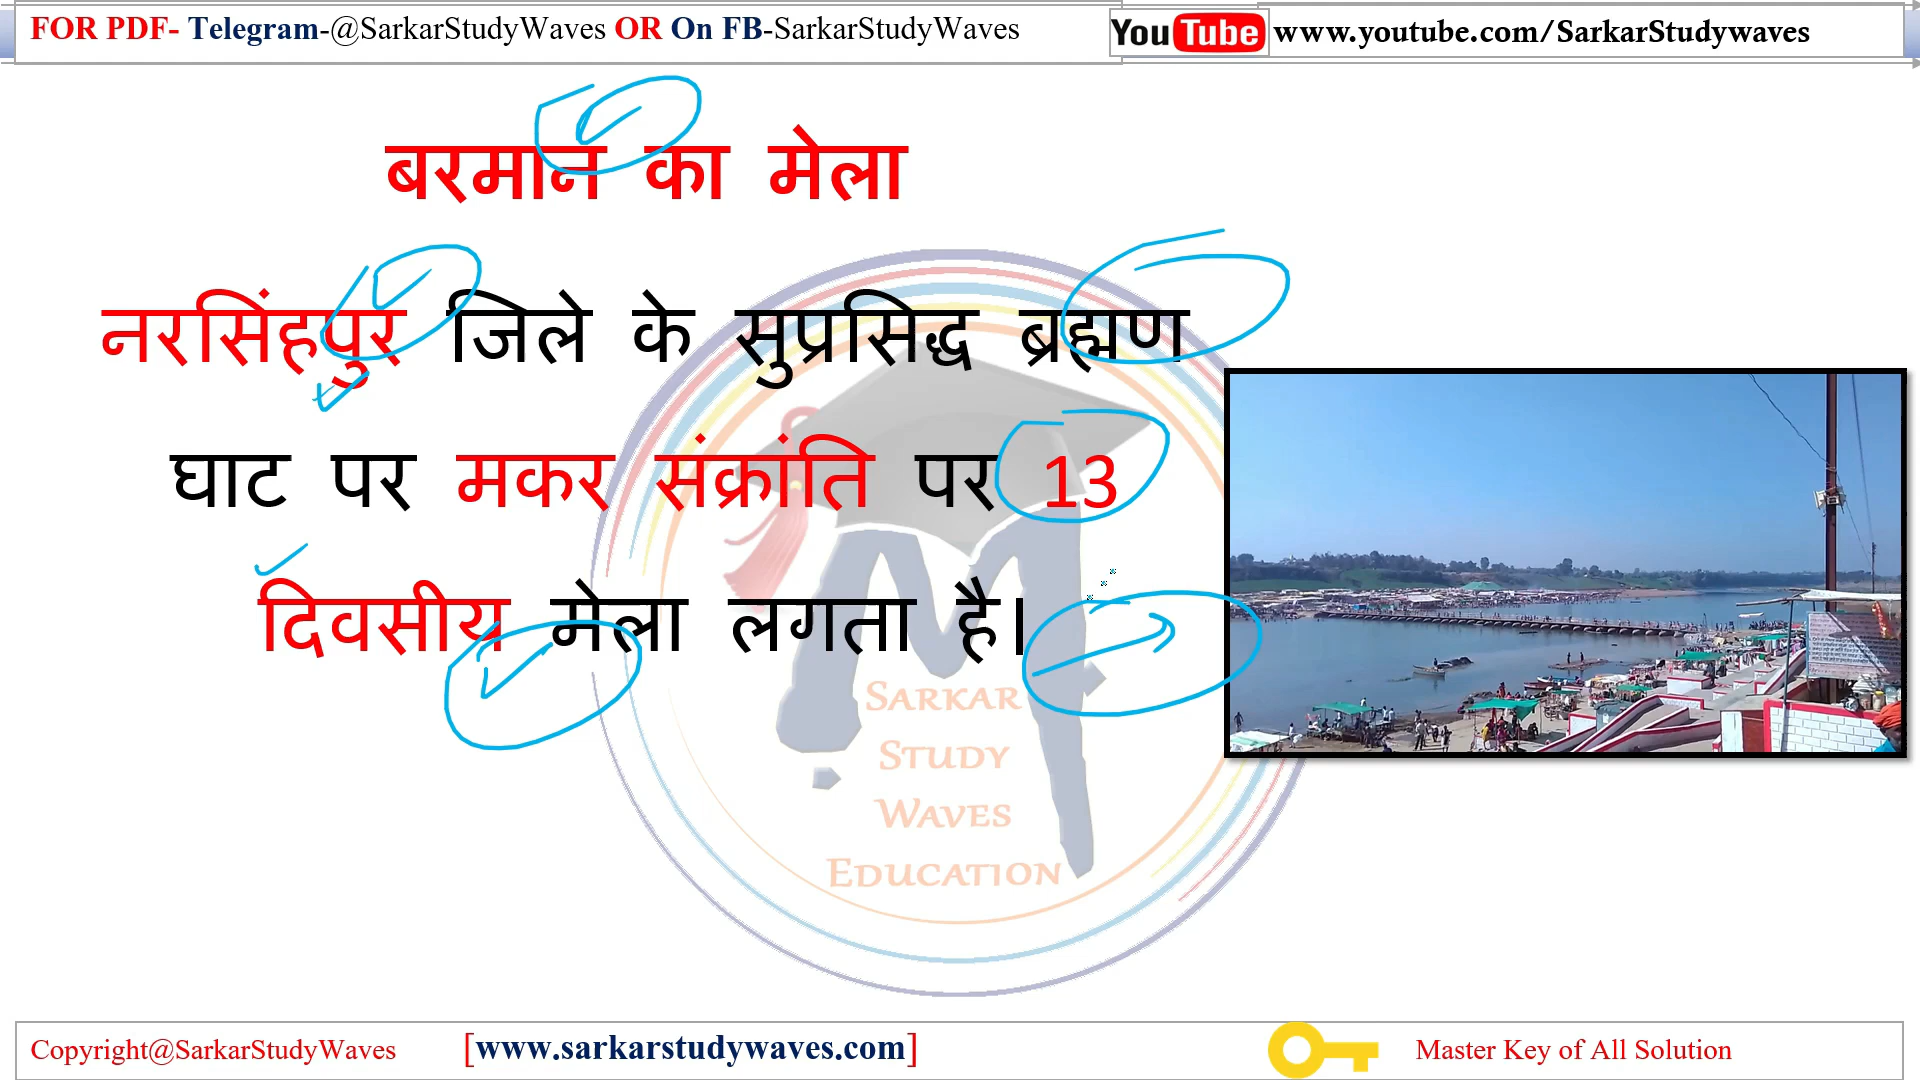 FOR PDF- Telegram-@SarkarStudyWaves OR On FB-SarkarStudyWaves
YouTube www.youtube.com/SarkarStudywaves
बरमान का मेला
नरसिंहपुर जिले के सुप्रसिद्ध ब्रह्मण
घाट पर मकर संक्रांति पर 13
दिवसीय मेला लगता है।
SARKAR
STUDY
WAVES
EDUCATION
Copyright@SarkarStudyWaves [www.sarkarstudywaves.com] Master Key of All Solution